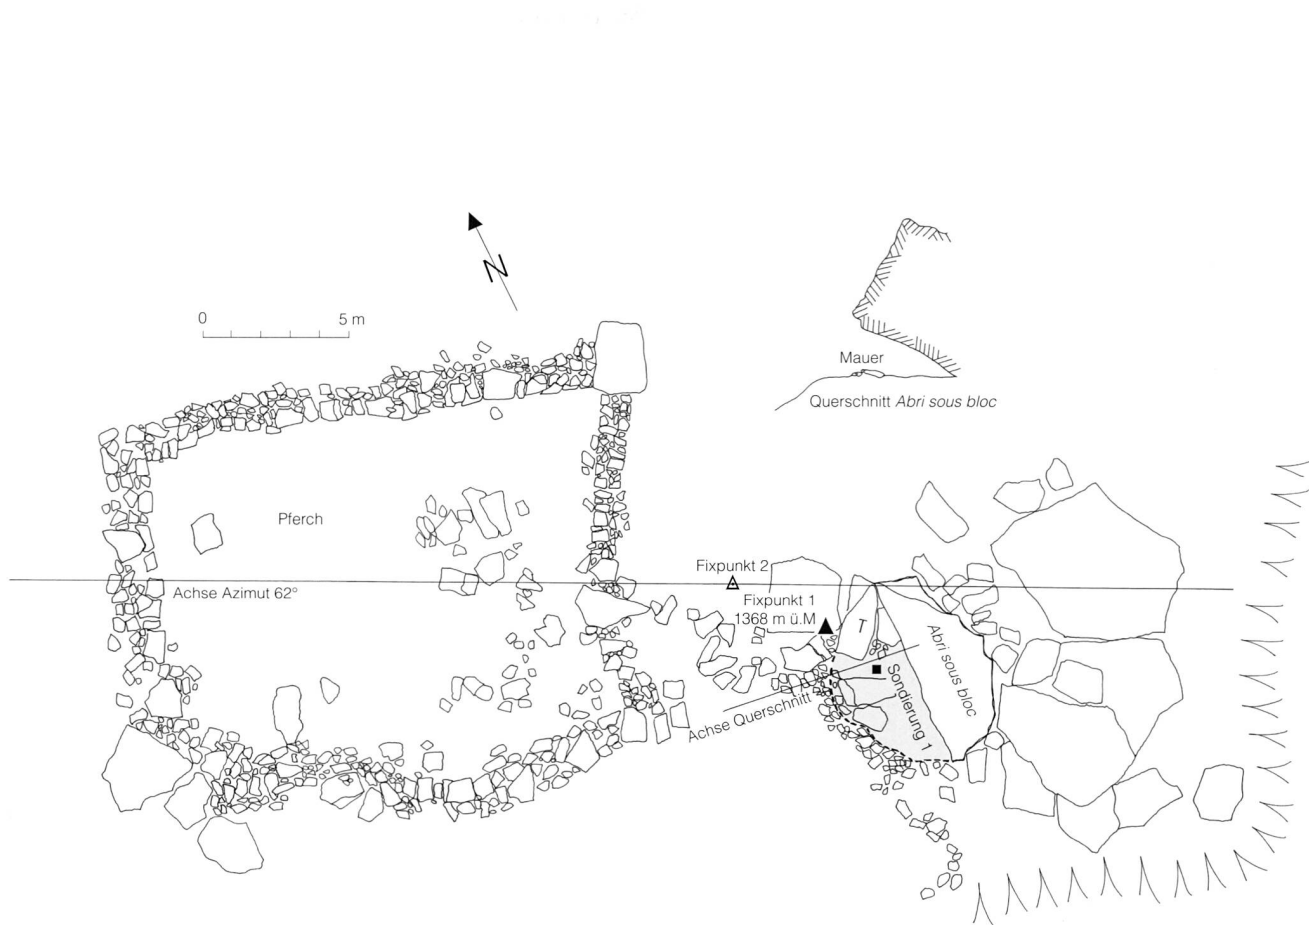 N
0 5 m
Mauer
Querschnitt Abri sous bloc
Pferch
Achse Azimut 62°
Fixpunkt 2
Fixpunkt 1
1368 m ü.M
T
Abri sous bloc
Sondierung 1
Achse Querschnitt